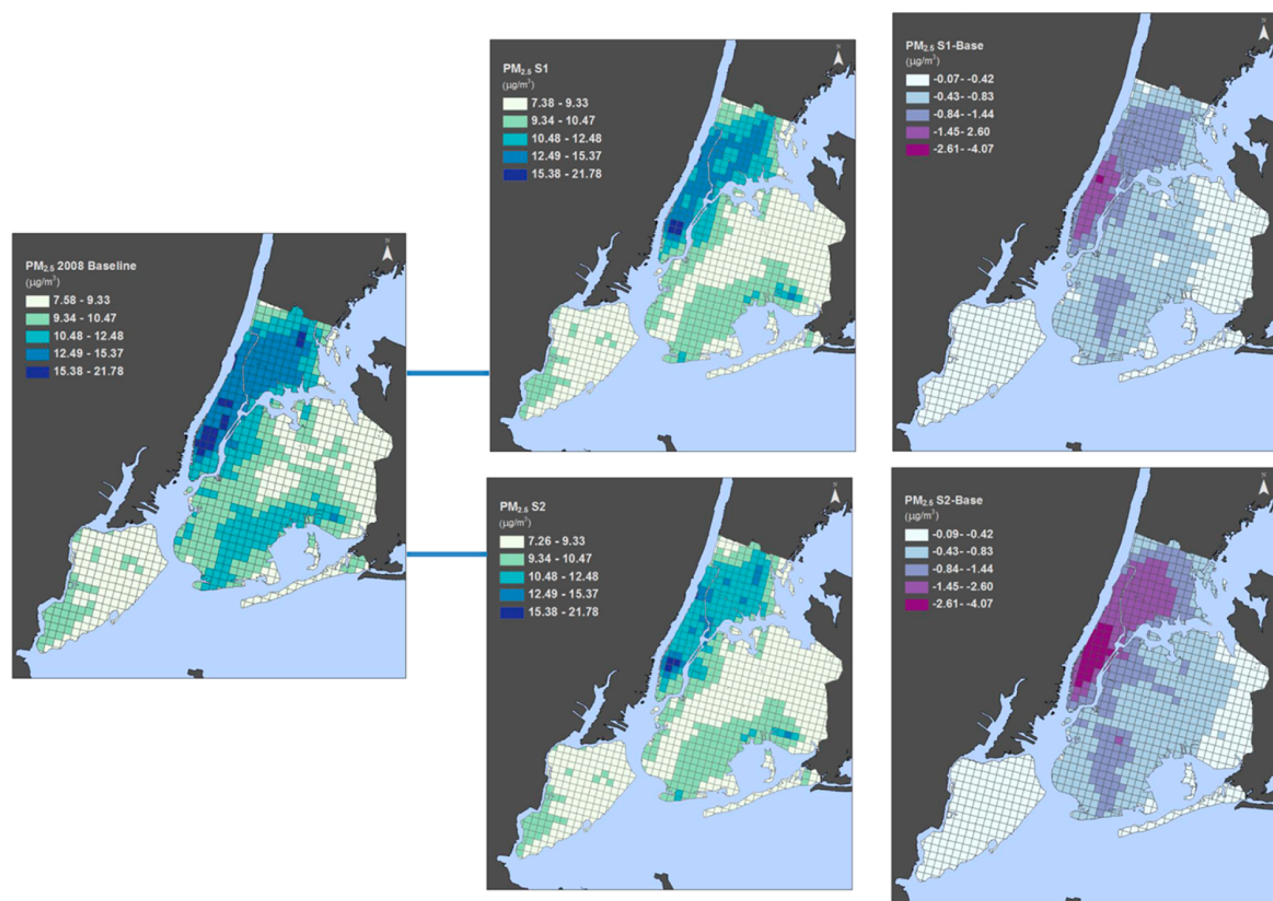 PM2.5 2008 Baseline
(µg/m³)
7.58 - 9.33
9.34 - 10.47
10.48 - 12.48
12.49 - 15.37
15.38 - 21.78
N
PM2.5 S1
(µg/m³)
7.38 - 9.33
9.34 - 10.47
10.48 - 12.48
12.49 - 15.37
15.38 - 21.78
N
PM2.5 S1-Base
(µg/m³)
-0.07- -0.42
-0.43- -0.83
-0.84- -1.44
-1.45- 2.60
-2.61- -4.07
N
PM2.5 S2
(µg/m³)
7.26 - 9.33
9.34 - 10.47
10.48 - 12.48
12.49 - 15.37
15.38 - 21.78
N
PM2.5 S2-Base
(µg/m³)
-0.09- -0.42
-0.43- -0.83
-0.84- -1.44
-1.45- -2.60
-2.61- -4.07
N